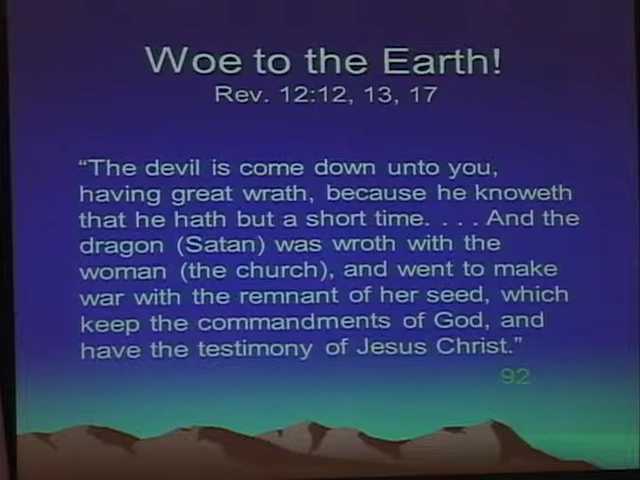 Woe to the Earth!
Rev. 12:12, 13, 17
“The devil is come down unto you,
having great wrath, because he knoweth
that he hath but a short time. . . . And the
dragon (Satan) was wroth with the
woman (the church), and went to make
war with the remnant of her seed, which
keep the commandments of God, and
have the testimony of Jesus Christ.”
92